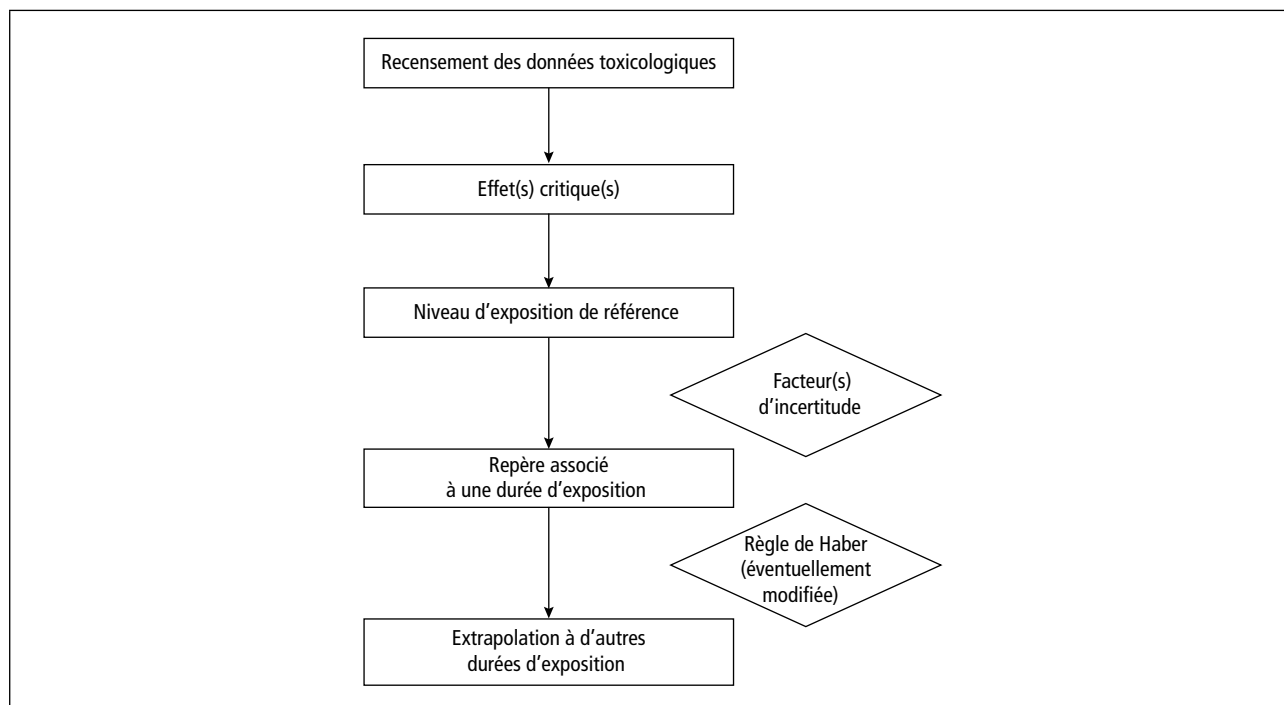 Recensement des données toxicologiques
Effet(s) critique(s)
Niveau d’exposition de référence
Facteur(s)
d’incertitude
Repère associé
à une durée d’exposition
Règle de Haber
(éventuellement
modifiée)
Extrapolation à d’autres
durées d’exposition